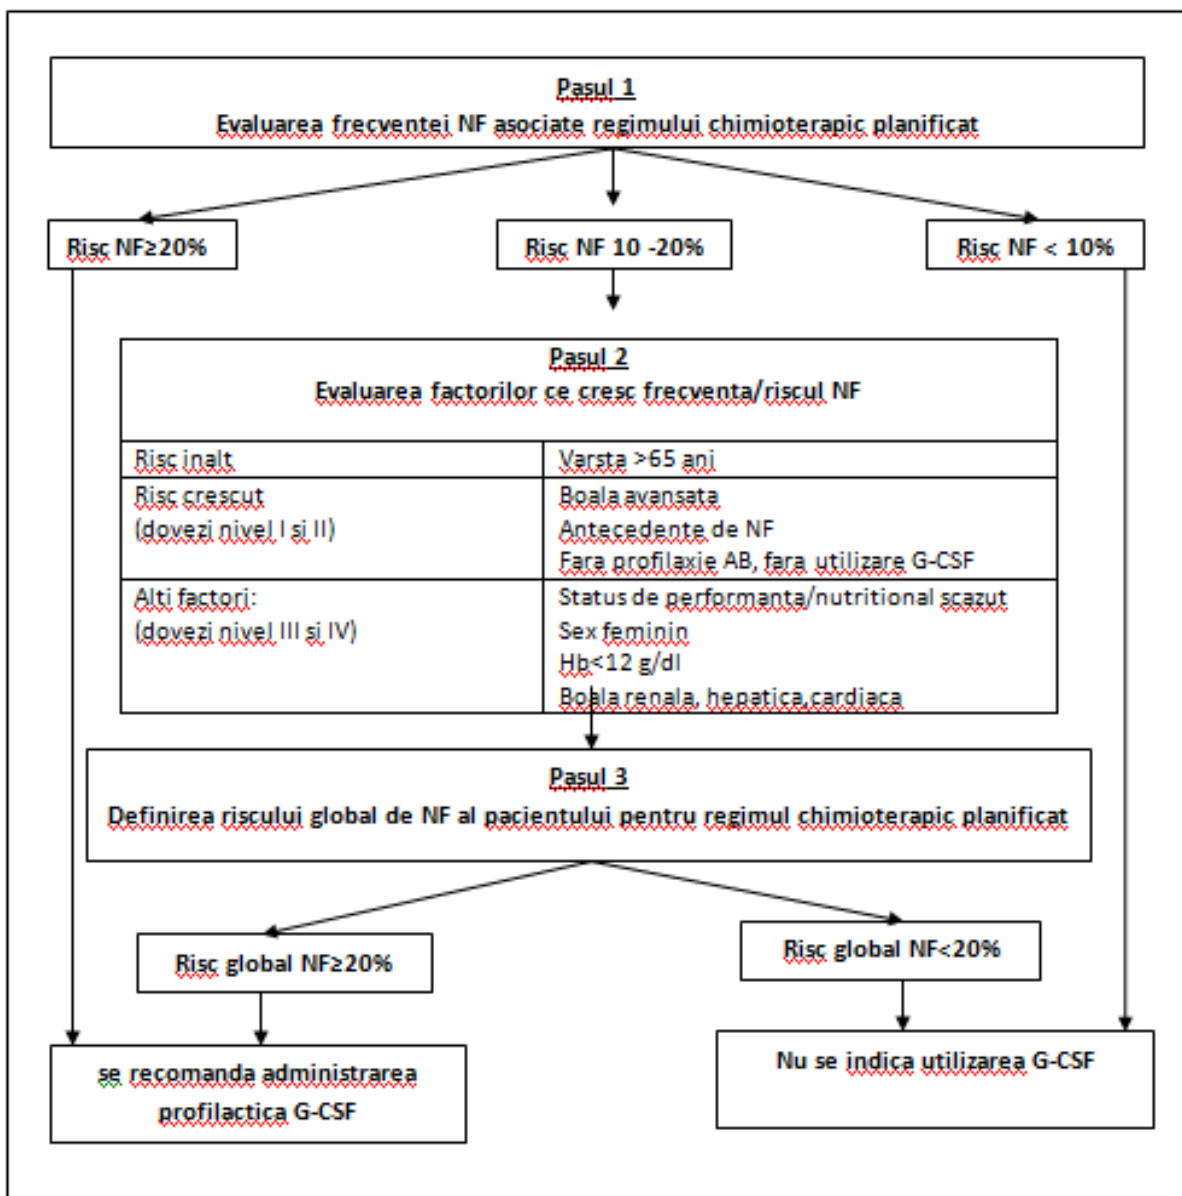 Pasul 1
Evaluarea frecventei NF asociate regimului chimioterapic planificat
Risc NF≥20%
Risc NF 10 -20%
Risc NF < 10%
Pasul 2
Evaluarea factorilor ce cresc frecventa/riscul NF
Risc inalt
Varsta >65 ani
Risc crescut
(dovezi nivel I si II)
Boala avansata
Antecedente de NF
Fara profilaxie AB, fara utilizare G-CSF
Alti factori:
(dovezi nivel III si IV)
Status de performanta/nutritional scazut
Sex feminin
Hb<12 g/dl
Boala renala, hepatica,cardiaca
Pasul 3
Definirea riscului global de NF al pacientului pentru regimul chimioterapic planificat
Risc global NF≥20%
Risc global NF<20%
se recomanda administrarea
profilactica G-CSF
Nu se indica utilizarea G-CSF